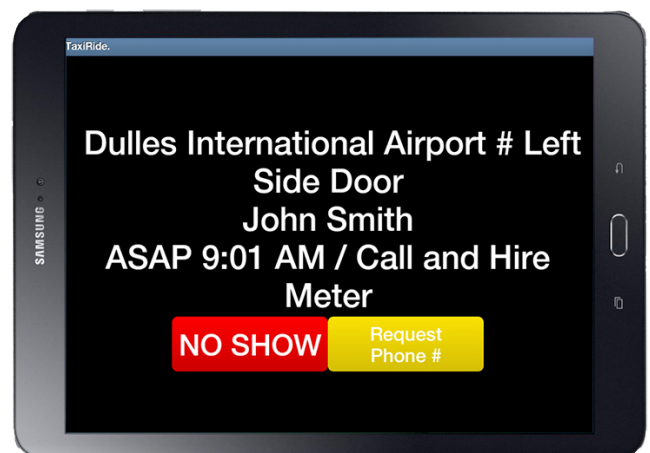 TaxiRide.
Dulles International Airport # Left
Side Door
John Smith
ASAP 9:01 AM / Call and Hire
Meter
NO SHOW
Request
Phone #
SAMSUNG